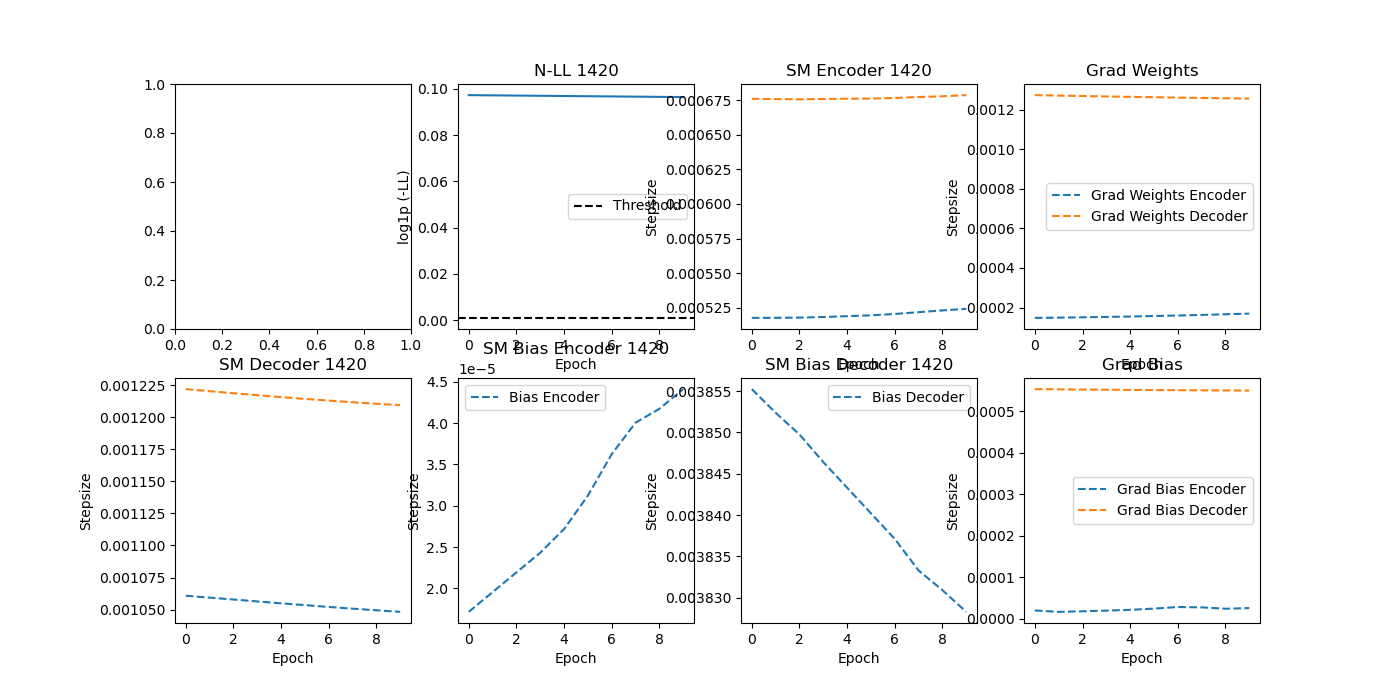 N-LL 1420
SM Encoder 1420
Grad Weights
1.0
0.8
0.6
0.4
0.2
0.0
0.0 0.2 0.4 0.6 0.8 1.0
log1p (-LL)
0.10
0.08
0.06
0.04
0.02
0.00
Threshold
0 2 4 6 8
Epoch
Stepsize
0.000675
0.000650
0.000625
0.000600
0.000575
0.000550
0.000525
0 2 4 6 8
Epoch
Stepsize
0.0012
0.0010
0.0008
0.0006
0.0004
0.0002
Grad Weights Encoder
Grad Weights Decoder
0 2 4 6 8
Epoch
SM Decoder 1420
SM Bias Encoder 1420
SM Bias Decoder 1420
Grad Bias
Stepsize
0.001225
0.001200
0.001175
0.001150
0.001125
0.001100
0.001075
0.001050
0 2 4 6 8
Epoch
Stepsize
1e−5
4.5
4.0
3.5
3.0
2.5
2.0
Bias Encoder
0 2 4 6 8
Epoch
Stepsize
0.003855
0.003850
0.003845
0.003840
0.003835
0.003830
Bias Decoder
0 2 4 6 8
Epoch
Stepsize
0.0005
0.0004
0.0003
0.0002
0.0001
0.0000
Grad Bias Encoder
Grad Bias Decoder
0 2 4 6 8
Epoch